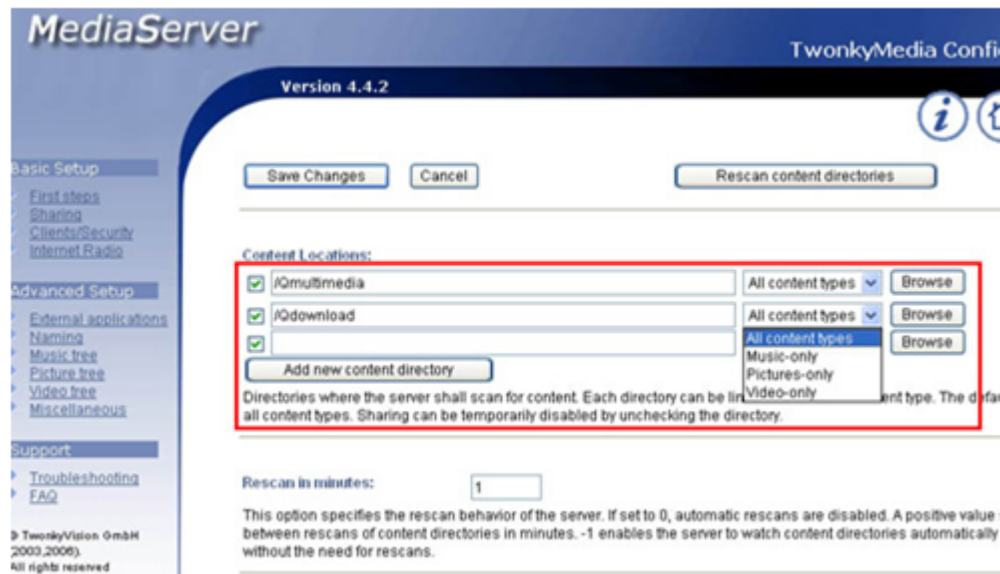 MediaServer
TwonkyMedia
Version 4.4.2
Basic Setup
First steps
Sharing
Clients/Security
Internet Radio
Advanced Setup
External applications
Naming
Music tree
Picture tree
Video tree
Miscellaneous
Support
Troubleshooting
FAQ
© TwonkyVision GmbH
(2003,2006).
All rights reserved
Save Changes Cancel Rescan content directories
Content Locations:
/Qmultimedia All content types Browse
/Qdownload All content types Browse
All content types Browse
Music-only
Pictures-only
Video-only
Add new content directory
Directories where the server shall scan for content. Each directory can be type. The
all content types. Sharing can be temporarily disabled by unchecking the directory.
Rescan in minutes: 1
This option specifies the rescan behavior of the server. If set to 0, automatic rescans are disabled. A positive value
between rescans of content directories in minutes. -1 enables the server to watch content directories automatically
without the need for rescans.